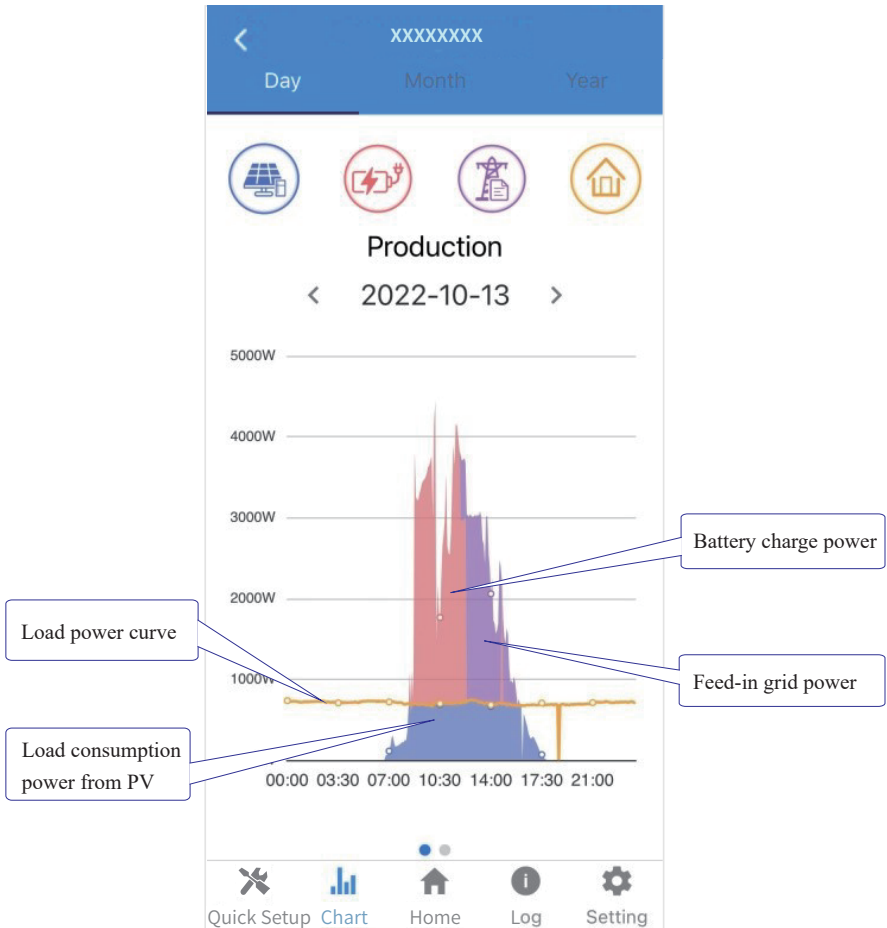 XXXXXXXX
Day Month Year
Production
2022-10-13
5000W
4000W
3000W
2000W
1000W
00:00 03:30 07:00 10:30 14:00 17:30 21:00
Battery charge power
Load power curve
Feed-in grid power
Load consumption
power from PV
Quick Setup Chart Home Log Setting